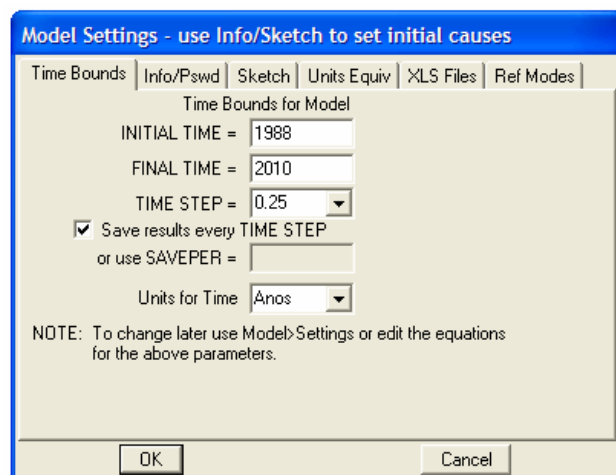 Model Settings - use Info/Sketch to set initial causes
Time Bounds Info/Pswd Sketch Units Equiv XLS Files Ref Modes
Time Bounds for Model
INITIAL TIME = 1988
FINAL TIME = 2010
TIME STEP = 0.25
Save results every TIME STEP
or use SAVEPER =
Units for Time Anos
NOTE: To change later use Model>Settings or edit the equations
for the above parameters.
OK Cancel